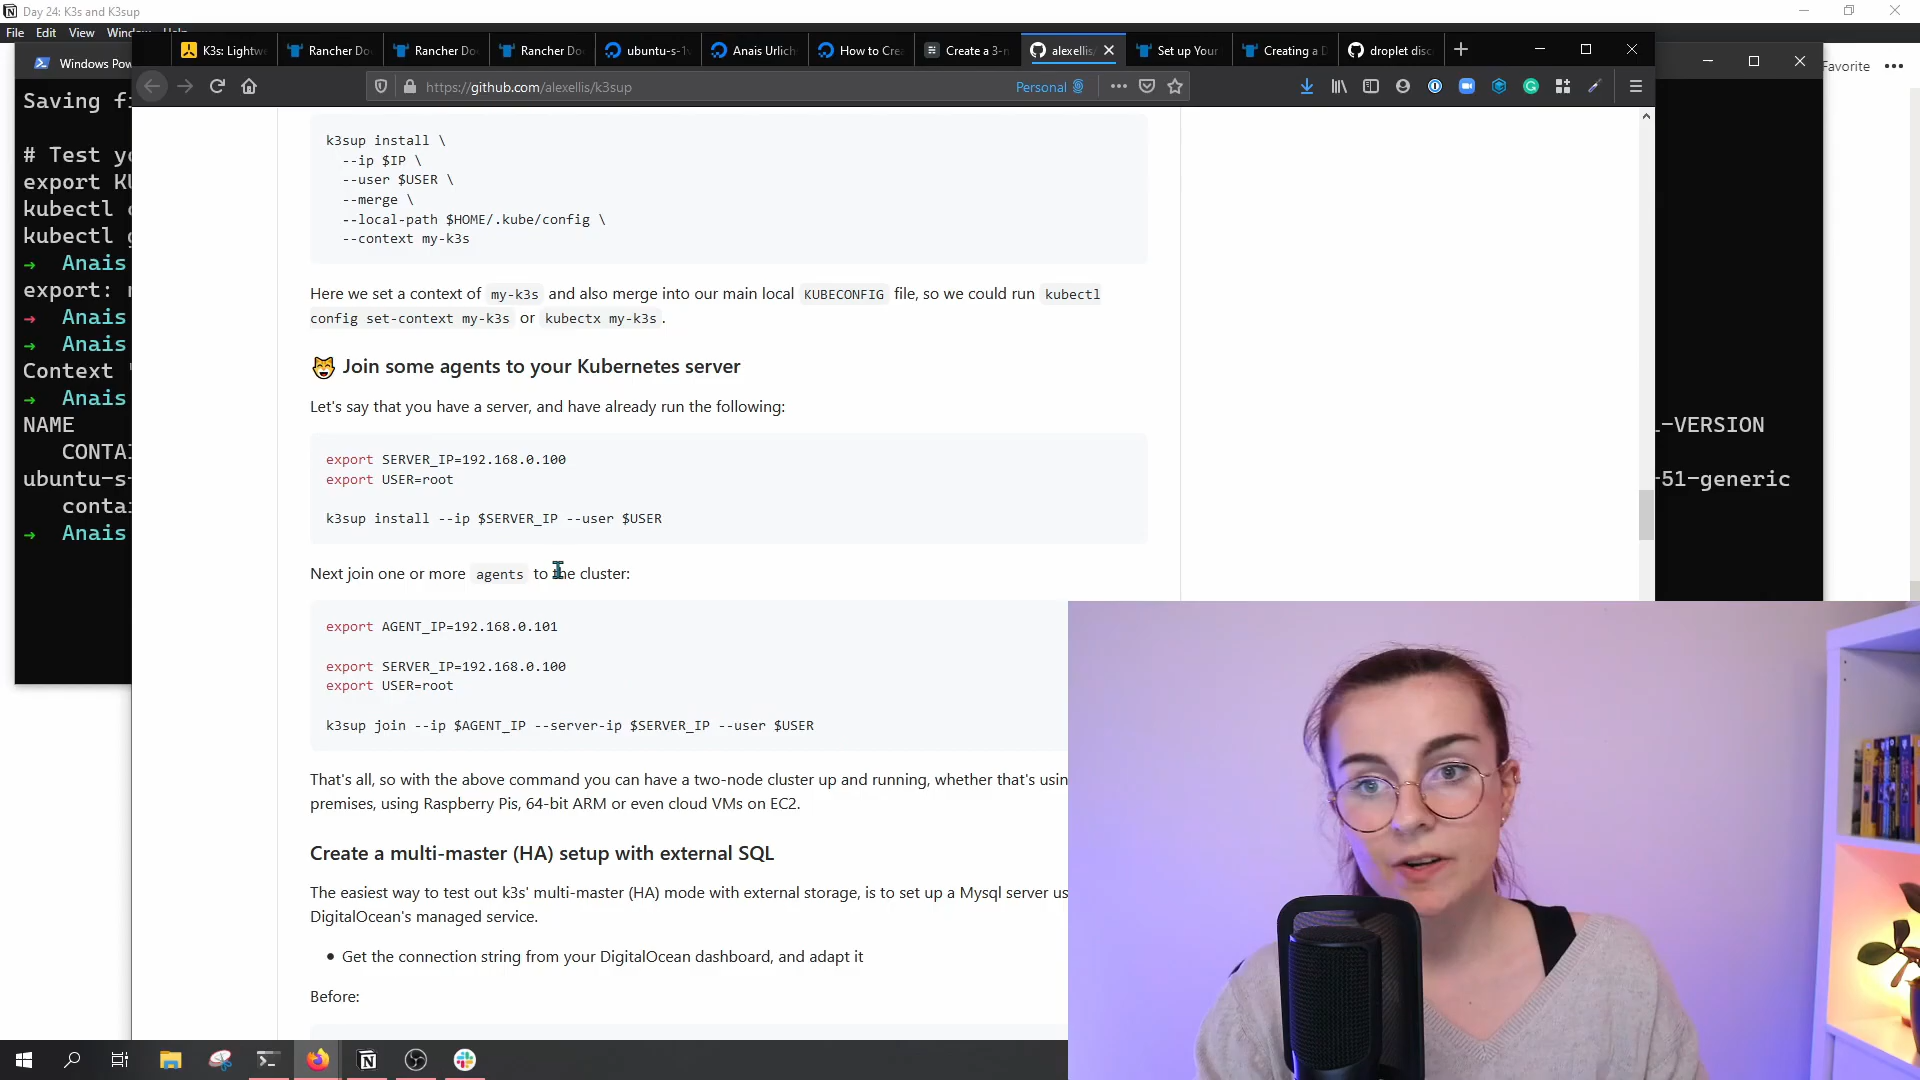 Day 24: K3s and K3sup
File Edit View Window Help
Windows Pow
K3s: Lightwe
Rancher Do
Rancher Do
Rancher Do
ubuntu-s-1v
Anais Urlich
How to Cre
Create a 3-n
alexellis/
Set up Your
Creating a D
droplet disc
Favorite
https://github.com/alexellis/k3sup
Personal
Saving fi
# Test yo
export KU
kubectl c
kubectl g
→ Anais
export: n
→ Anais
→ Anais
Context '
→ Anais
NAME
CONTAI
ubuntu-s-
contai
→ Anais
-VERSION
-51-generic
k3sup install \
--ip $IP \
--user $USER \
--merge \
--local-path $HOME/.kube/config \
--context my-k3s
Here we set a context of my-k3s and also merge into our main local KUBECONFIG file, so we could run kubectl
config set-context my-k3s or kubectx my-k3s.
Join some agents to your Kubernetes server
Let's say that you have a server, and have already run the following:
export SERVER_IP=192.168.0.100
export USER=root
k3sup install --ip $SERVER_IP --user $USER
Next join one or more agents to the cluster:
export AGENT_IP=192.168.0.101
export SERVER_IP=192.168.0.100
export USER=root
k3sup join --ip $AGENT_IP --server-ip $SERVER_IP --user $USER
That's all, so with the above command you can have a two-node cluster up and running, whether that's usin
premises, using Raspberry Pis, 64-bit ARM or even cloud VMs on EC2.
Create a multi-master (HA) setup with external SQL
The easiest way to test out k3s' multi-master (HA) mode with external storage, is to set up a Mysql server us
DigitalOcean's managed service.
• Get the connection string from your DigitalOcean dashboard, and adapt it
Before: